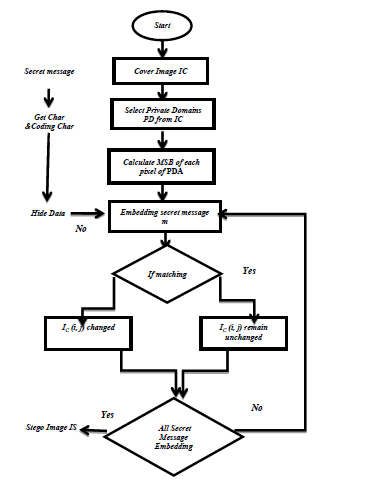 Start
Secret message
Cover Image IC
Get Char
&Coding Char
Select Private Domains
PD from IC
Calculate MSB of each
pixel of PDA
Hide Data
Embedding secret message
m
No
If matching
Yes
I_C (i, j) changed
I_C (i, j) remain
unchanged
Yes
No
Stego Image IS
All Secret
Message
Embedding